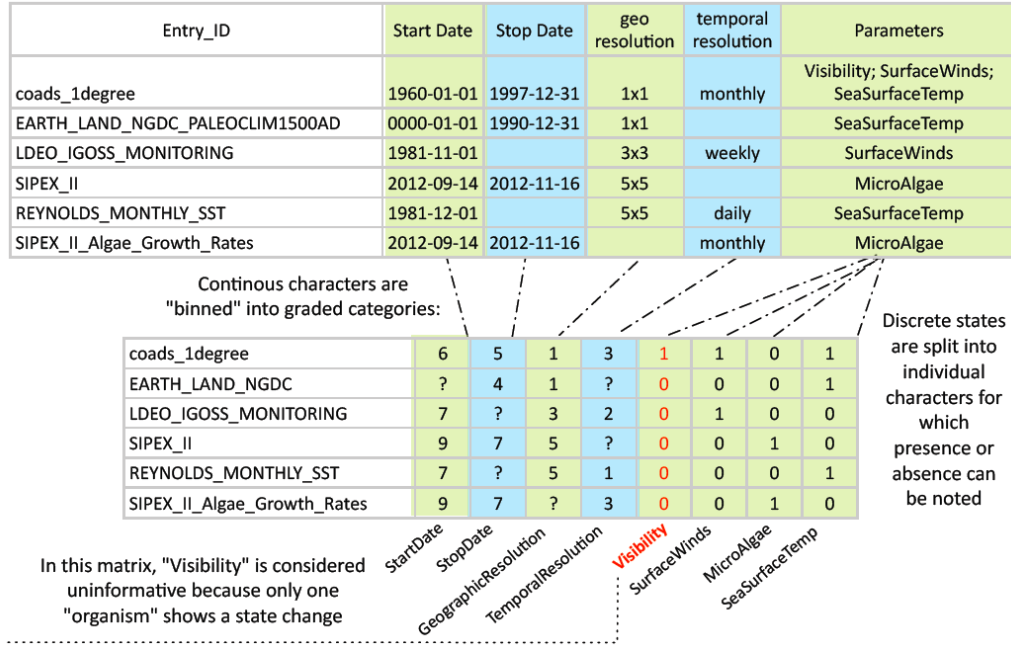 Entry_ID Start Date Stop Date geo resolution temporal resolution Parameters
coads_1degree 1960-01-01 1997-12-31 1x1 monthly Visibility; SurfaceWinds; SeaSurfaceTemp
EARTH_LAND_NGDC_PALEOCLIM1500AD 0000-01-01 1990-12-31 1x1 SeaSurfaceTemp
LDEO_IGOSS_MONITORING 1981-11-01 3x3 weekly SurfaceWinds
SIPEX_II 2012-09-14 2012-11-16 5x5 MicroAlgae
REYNOLDS_MONTHLY_SST 1981-12-01 5x5 daily SeaSurfaceTemp
SIPEX_II_Algae_Growth_Rates 2012-09-14 2012-11-16 monthly MicroAlgae
Continous characters are
"binned" into graded categories:
coads_1degree 6 5 1 3 1 1 0 1
EARTH_LAND_NGDC ? 4 1 ? 0 0 0 1
LDEO_IGOSS_MONITORING 7 ? 3 2 0 1 0 0
SIPEX_II 9 7 5 ? 0 0 1 0
REYNOLDS_MONTHLY_SST 7 ? 5 1 0 0 0 1
SIPEX_II_Algae_Growth_Rates 9 7 ? 3 0 0 1 0
StartDate
StopDate
GeographicResolution
TemporalResolution
Visibility
SurfaceWinds
MicroAlgae
SeaSurfaceTemp
Discrete states
are split into
individual
characters for
which
presence or
absence can
be noted
In this matrix, "Visibility" is considered
uninformative because only one
"organism" shows a state change